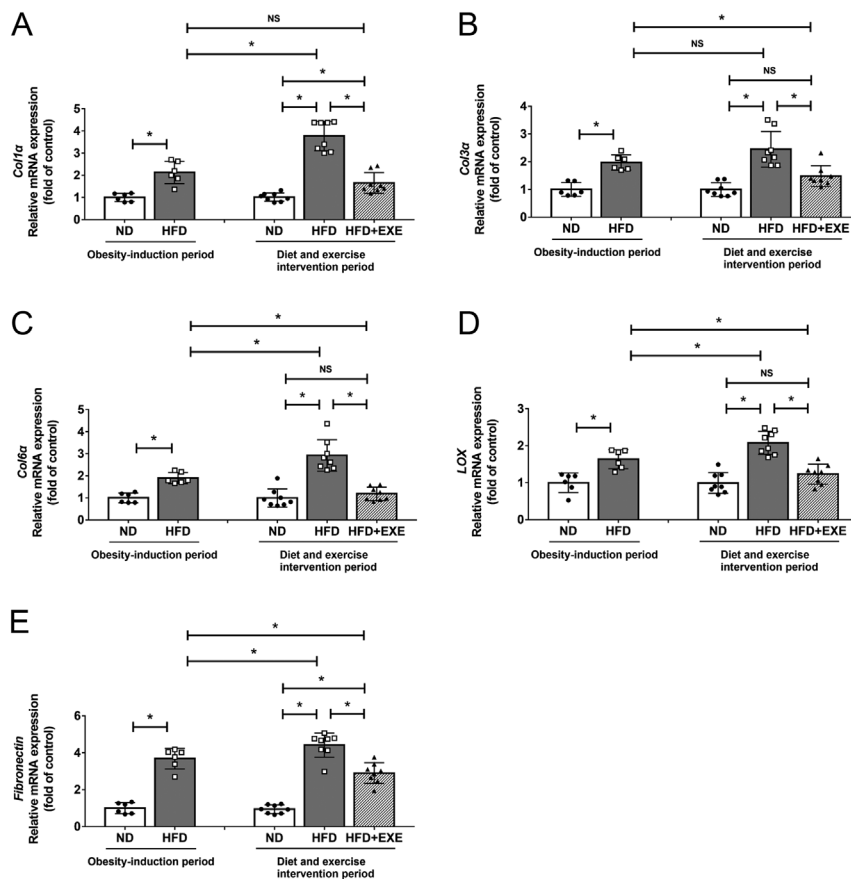 A
NS
*
*
* *
*
Col1α
Relative mRNA expression
(fold of control)
5
4
3
2
1
0
ND HFD ND HFD HFD+EXE
Obesity-induction period Diet and exercise
intervention period
B
*
NS
NS
* *
*
Col3α
Relative mRNA expression
(fold of control)
4
3
2
1
0
ND HFD ND HFD HFD+EXE
Obesity-induction period Diet and exercise
intervention period
C
*
*
NS
* *
*
Col6α
Relative mRNA expression
(fold of control)
5
4
3
2
1
0
ND HFD ND HFD HFD+EXE
Obesity-induction period Diet and exercise
intervention period
D
*
*
NS
* *
*
LOX
Relative mRNA expression
(fold of control)
3
2
1
0
ND HFD ND HFD HFD+EXE
Obesity-induction period Diet and exercise
intervention period
E
*
*
*
* *
*
Fibronectin
Relative mRNA expression
(fold of control)
6
4
2
0
ND HFD ND HFD HFD+EXE
Obesity-induction period Diet and exercise
intervention period